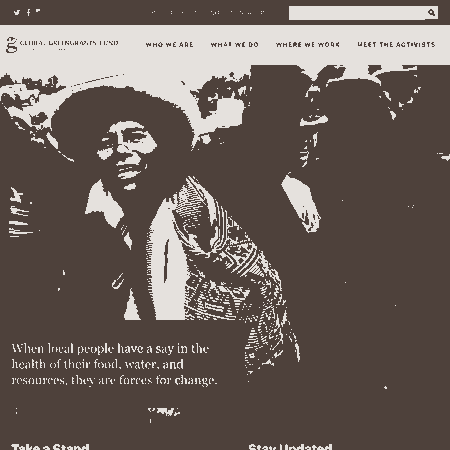 GLOBAL GREENGRANTS FUND
WHO WE ARE WHAT WE DO WHERE WE WORK MEET THE ACTIVISTS
When local people have a say in the
health of their food, water, and
resources, they are forces for change.
Take a Stand Stay Updated